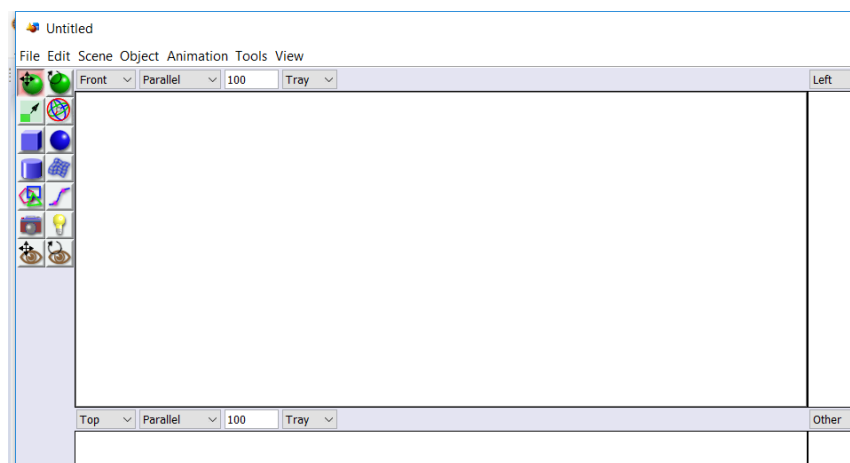 Untitled
File Edit Scene Object Animation Tools View
Front Parallel 100 Tray Left
Top Parallel 100 Tray Other